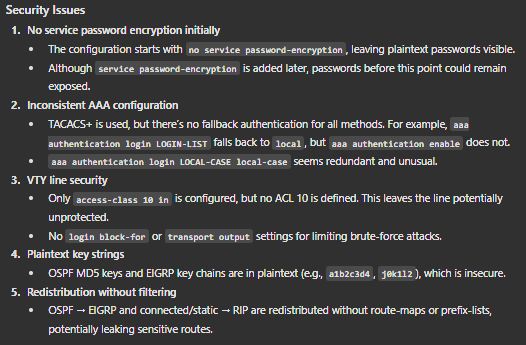 Security Issues
1. No service password encryption initially
• The configuration starts with no service password-encryption, leaving plaintext passwords visible.
• Although service password-encryption is added later, passwords before this point could remain
exposed.
2. Inconsistent AAA configuration
• TACACS+ is used, but there's no fallback authentication for all methods. For example, aaa
authentication login LOGIN-LIST falls back to local, but aaa authentication enable does not.
• aaa authentication login LOCAL-CASE local-case seems redundant and unusual.
3. VTY line security
• Only access-class 10 in is configured, but no ACL 10 is defined. This leaves the line potentially
unprotected.
• No login block-for or transport output settings for limiting brute-force attacks.
4. Plaintext key strings
• OSPF MD5 keys and EIGRP key chains are in plaintext (e.g., a1b2c3d4, j0k1l2), which is insecure.
5. Redistribution without filtering
• OSPF → EIGRP and connected/static → RIP are redistributed without route-maps or prefix-lists,
potentially leaking sensitive routes.